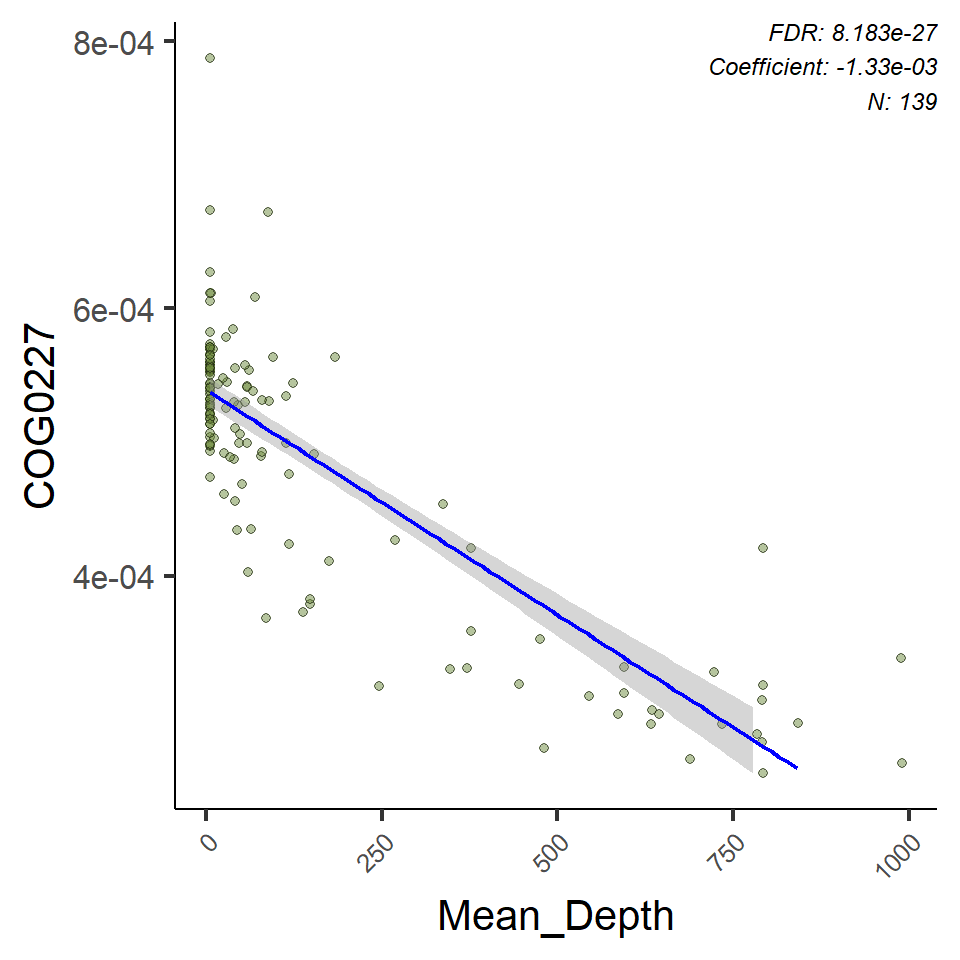 FDR: 8.183e-27
Coefficient: -1.33e-03
N: 139
8e-04
6e-04
4e-04
COG0227
0
250
500
750
1000
Mean_Depth